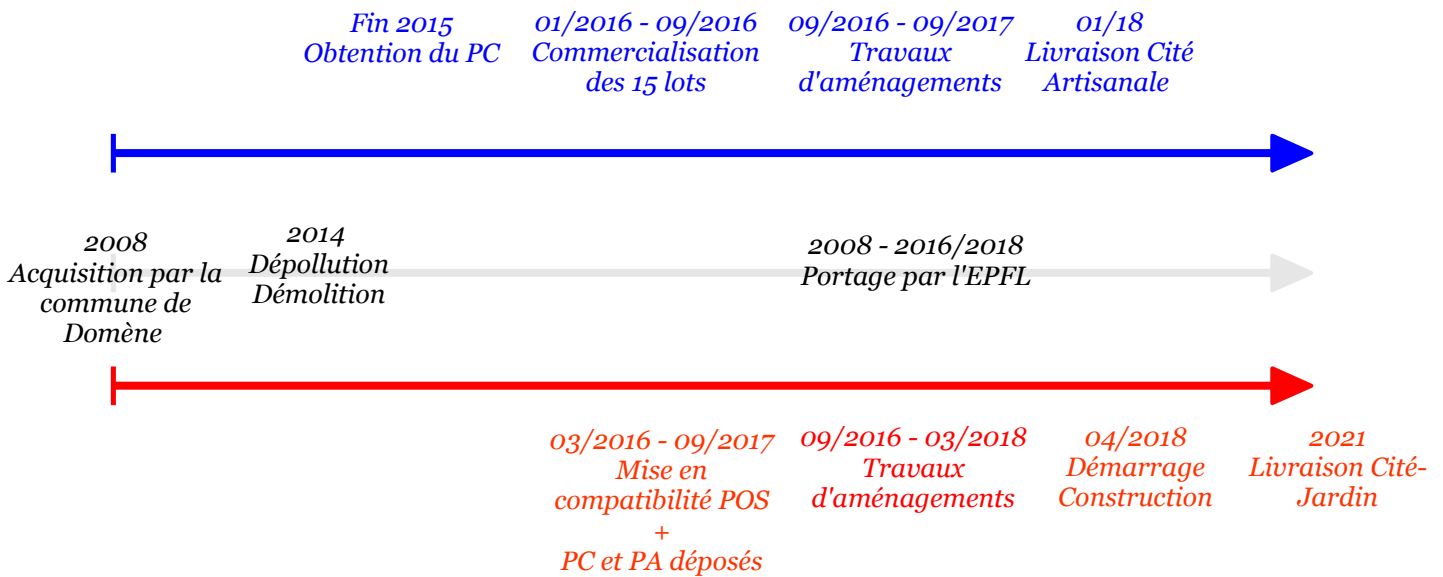 Fin 2015
Obtention du PC
01/2016 - 09/2016
Commercialisation
des 15 lots
09/2016 - 09/2017
Travaux
d'aménagements
01/18
Livraison Cité
Artisanale
2008
Acquisition par la
commune de
Domène
2014
Dépollution
Démolition
2008 - 2016/2018
Portage par l'EPFL
03/2016 - 09/2017
Mise en
compatibilité POS
+
PC et PA déposés
09/2016 - 03/2018
Travaux
d'aménagements
04/2018
Démarrage
Construction
2021
Livraison Cité-
Jardin